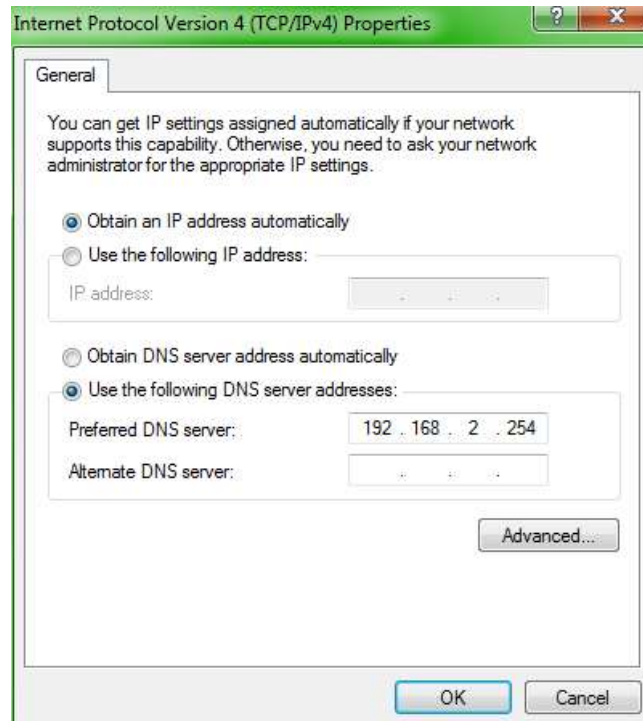 Internet Protocol Version 4 (TCP/IPv4) Properties
? X
General
You can get IP settings assigned automatically if your network
supports this capability. Otherwise, you need to ask your network
administrator for the appropriate IP settings.
Obtain an IP address automatically
Use the following IP address:
IP address:
. . .
Obtain DNS server address automatically
Use the following DNS server addresses:
Preferred DNS server: 192 . 168 . 2 . 254
Alternate DNS server: . . .
Advanced...
OK Cancel